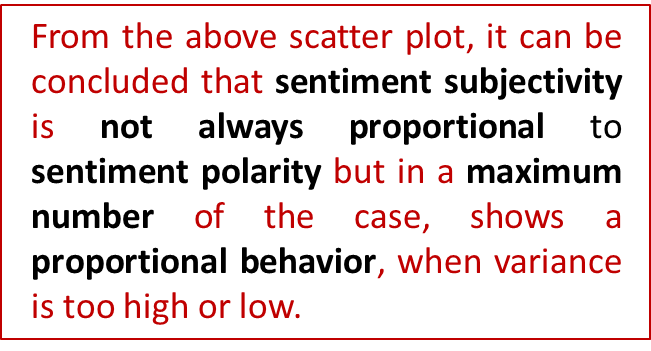 From the above scatter plot, it can be
concluded that sentiment subjectivity
is not always proportional to
sentiment polarity but in a maximum
number of the case, shows a
proportional behavior, when variance
is too high or low.